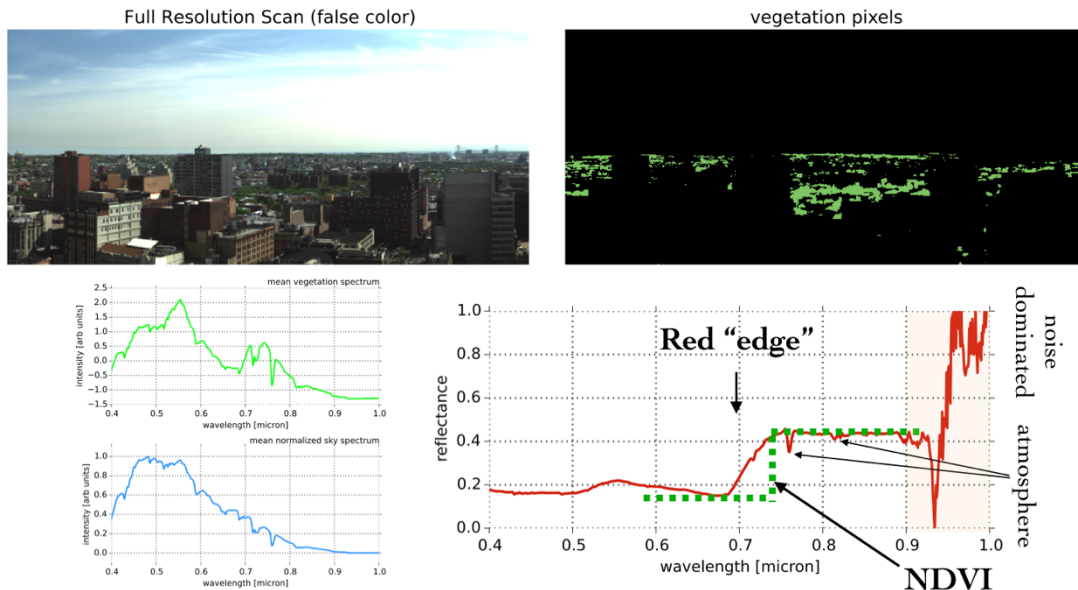 Full Resolution Scan (false color)
vegetation pixels
mean vegetation spectrum
intensity [arb units]
2.5
2.0
1.5
1.0
0.5
0.0
−0.5
−1.0
−1.5
0.4 0.5 0.6 0.7 0.8 0.9 1.0
wavelength [micron]
mean normalized sky spectrum
intensity [arb units]
1.0
0.8
0.6
0.4
0.2
0.0
0.4 0.5 0.6 0.7 0.8 0.9 1.0
wavelength [micron]
reflectance
1.0
0.8
0.6
0.4
0.2
0.0
0.4 0.5 0.6 0.7 0.8 0.9 1.0
wavelength [micron]
Red “edge”
NDVI
noise
dominated
atmosphere